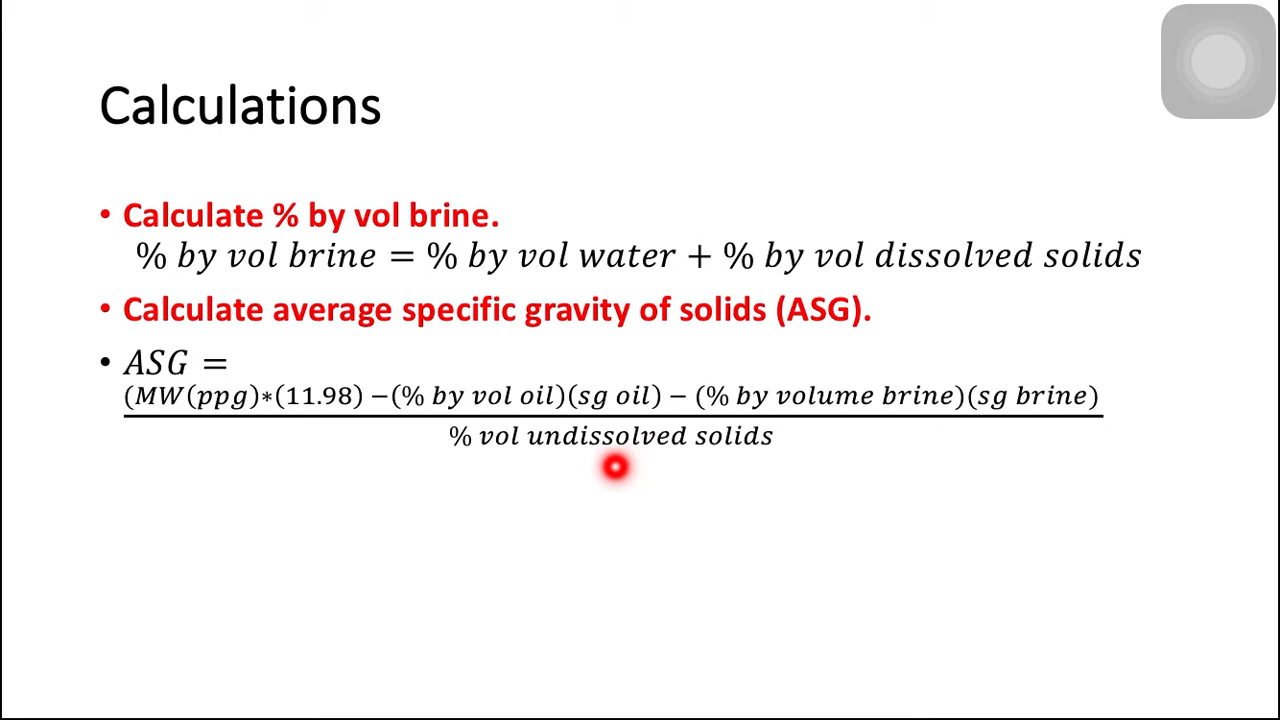 Calculations
• Calculate % by vol brine.
% by vol brine = % by vol water + % by vol dissolved solids
• Calculate average specific gravity of solids (ASG).
• ASG =
(MW(ppg)*(11.98) −(% by vol oil)(sg oil) − (% by volume brine)(sg brine)
% vol undissolved solids